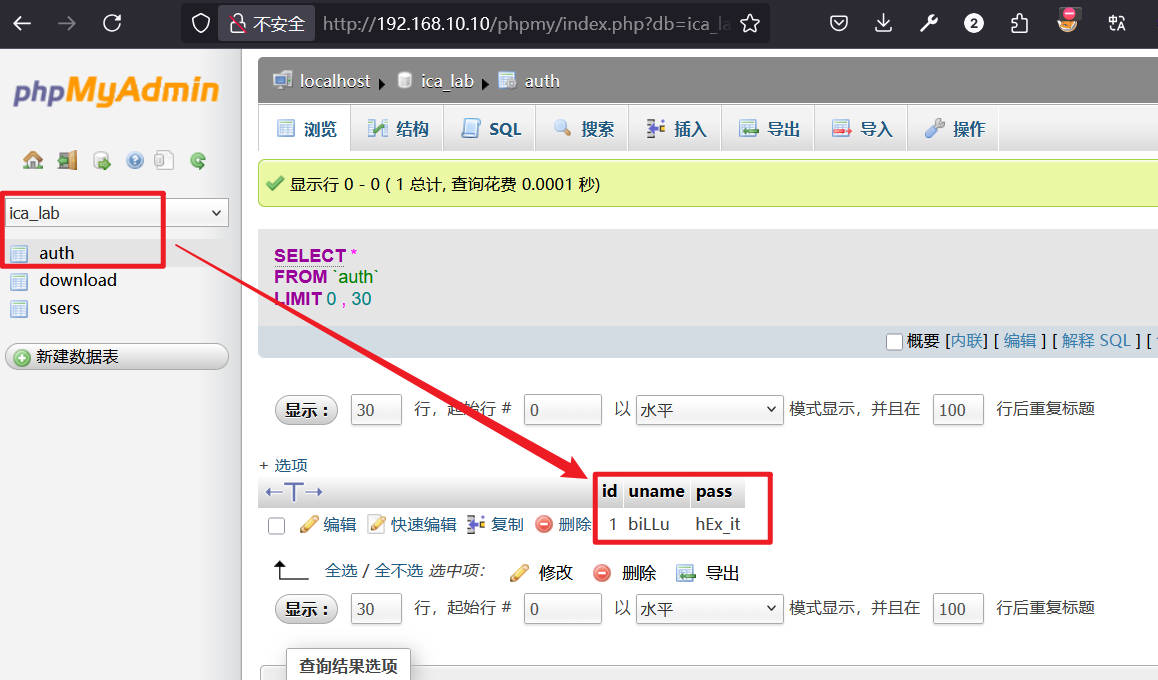 不安全 http://192.168.10.10/phpmy/index.php?db=ica_la
2
phpMyAdmin
ica_lab
auth
download
users
新建数据表
localhost ica_lab auth
浏览 结构 SQL 搜索 插入 导出 导入 操作
显示行 0 - 0 ( 1 总计, 查询花费 0.0001 秒)
SELECT *
FROM `auth`
LIMIT 0 , 30
概要 [内联] [ 编辑 ] [ 解释 SQL ] [
显示： 30 行，起始行 # 0 以 水平 模式显示，并且在 100 行后重复标题
+ 选项
←T→ id uname pass
编辑 快速编辑 复制 删除 1 biLLu hEx_it
全选 / 全不选 选中项： 修改 删除 导出
显示： 30 行，起始行 # 0 以 水平 模式显示，并且在 100 行后重复标题
查询结果选项